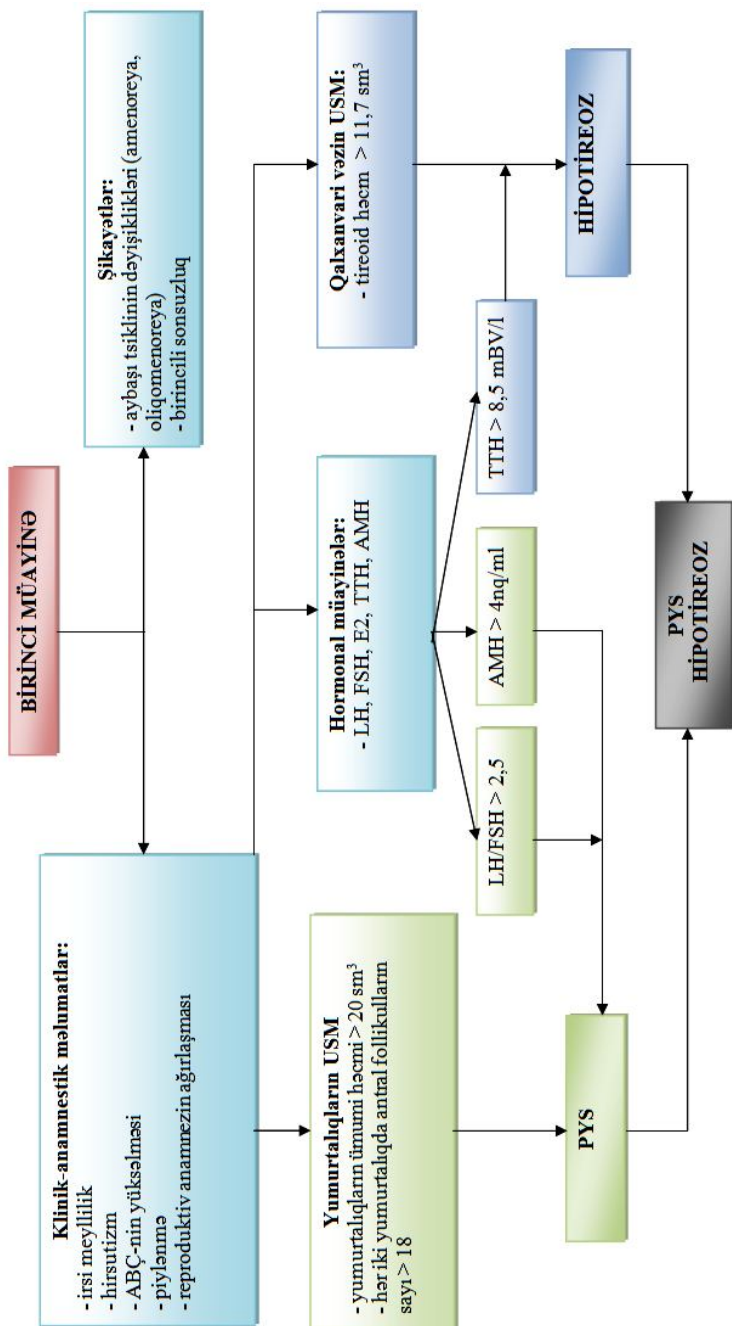 BİRİNCİ MÜAYİNƏ
Klinik-anamnestik məlumatlar:
- irsi meyllilik
- hirsutizm
- ABÇ-nin yüksəlməsi
- piylənmə
- reproduktiv anamnezin ağırlaşması
Şikayətlər:
- aybaşı tsiklinin dəyişiklikləri (amenoreya,
oliqomenoreya)
- birincili sonsuzluq
Yumurtalıqların USM
- yumurtalıqların ümumi həcmi > 20 sm³
- hər iki yumurtalıqda antral follikulların
sayı > 18
Hormonal müayinələr:
- LH, FSH, E2, TTH, AMH
Qalxanvari vəzin USM:
- tireoid həcm > 11,7 sm³
LH/FSH > 2,5
AMH > 4nq/ml
TTH > 8,5 mBV/l
PYS
HİPOTİREOZ
PYS
HİPOTİREOZ